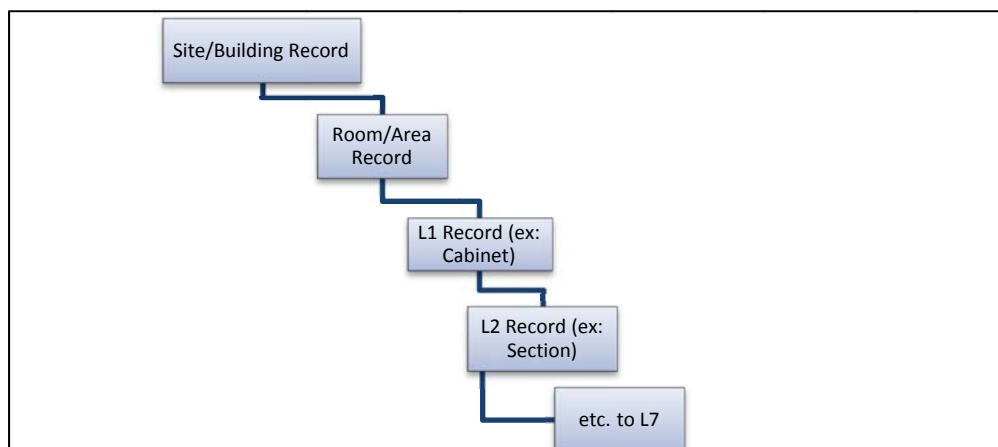 Site/Building Record
Room/Area
Record
L1 Record (ex:
Cabinet)
L2 Record (ex:
Section)
etc. to L7